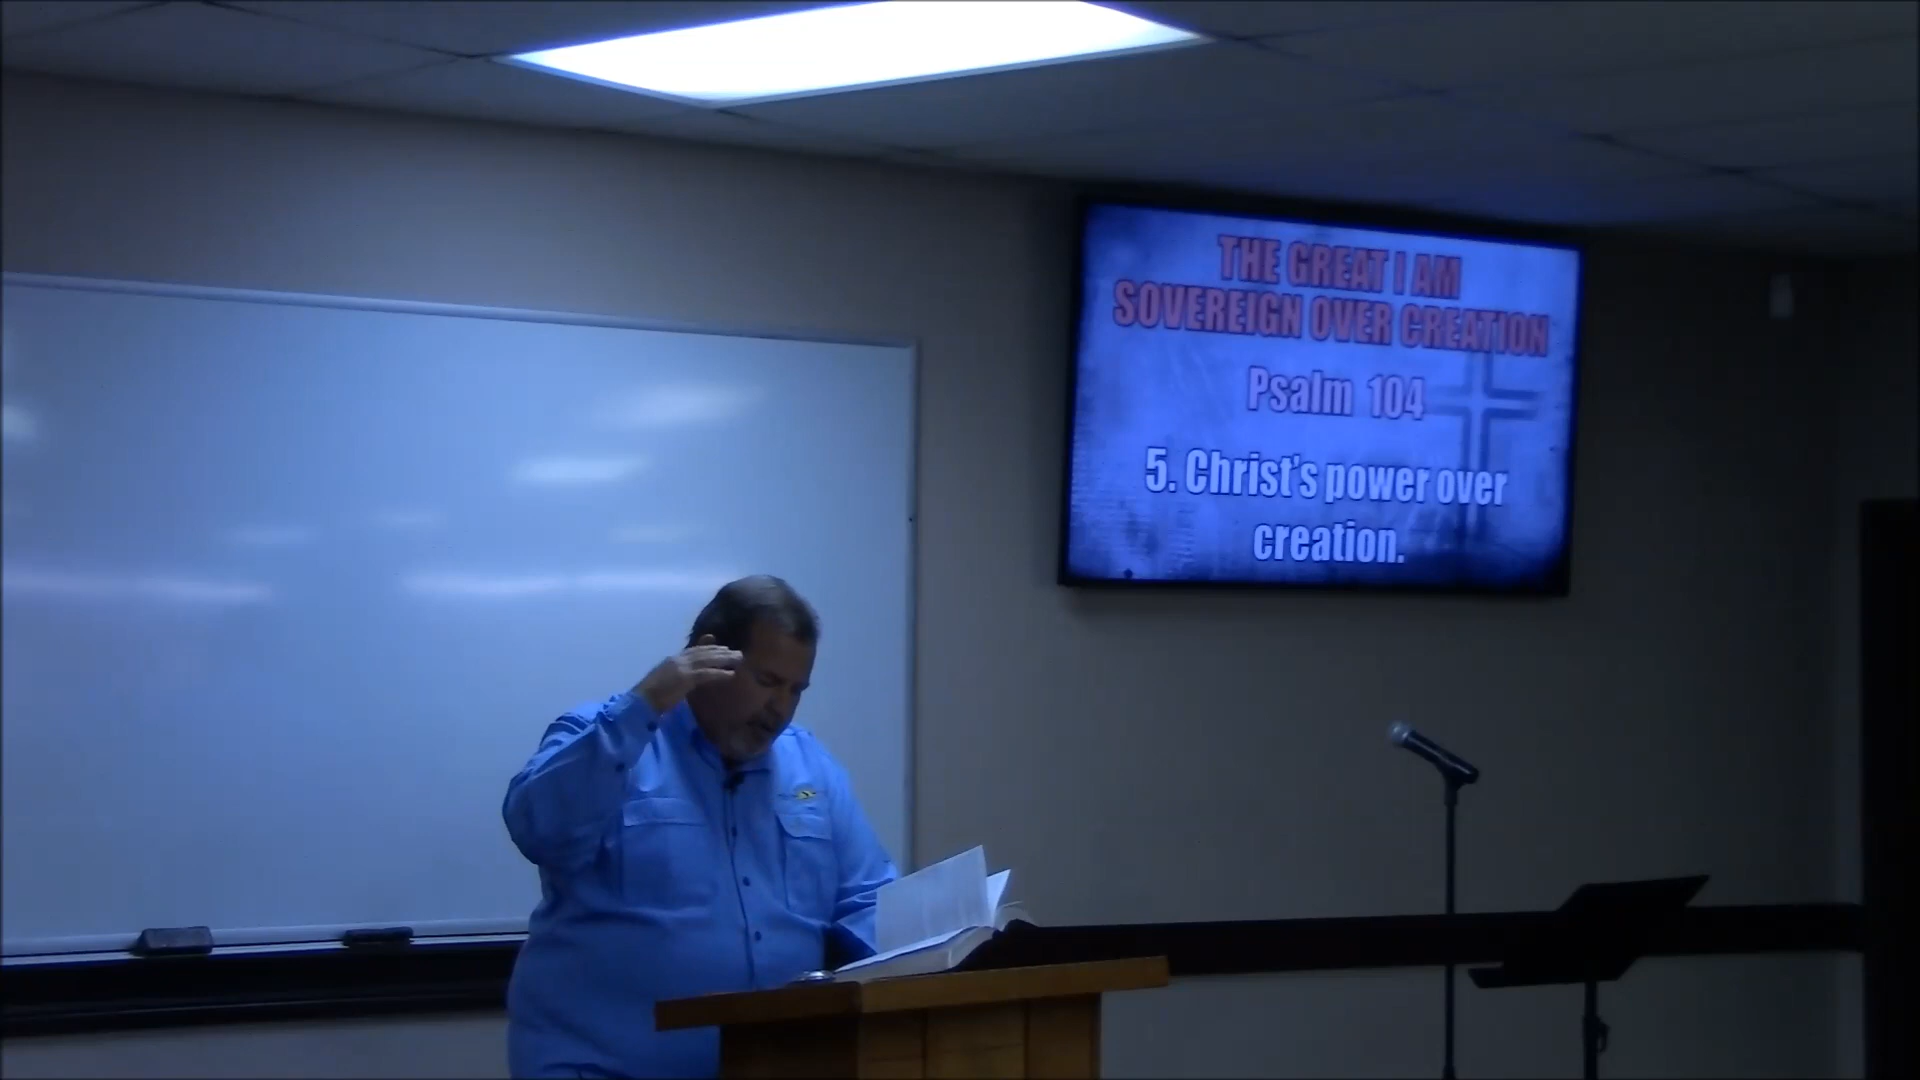 THE GREAT I AM
SOVEREIGN OVER CREATION
Psalm 104
5. Christ's power over
creation.